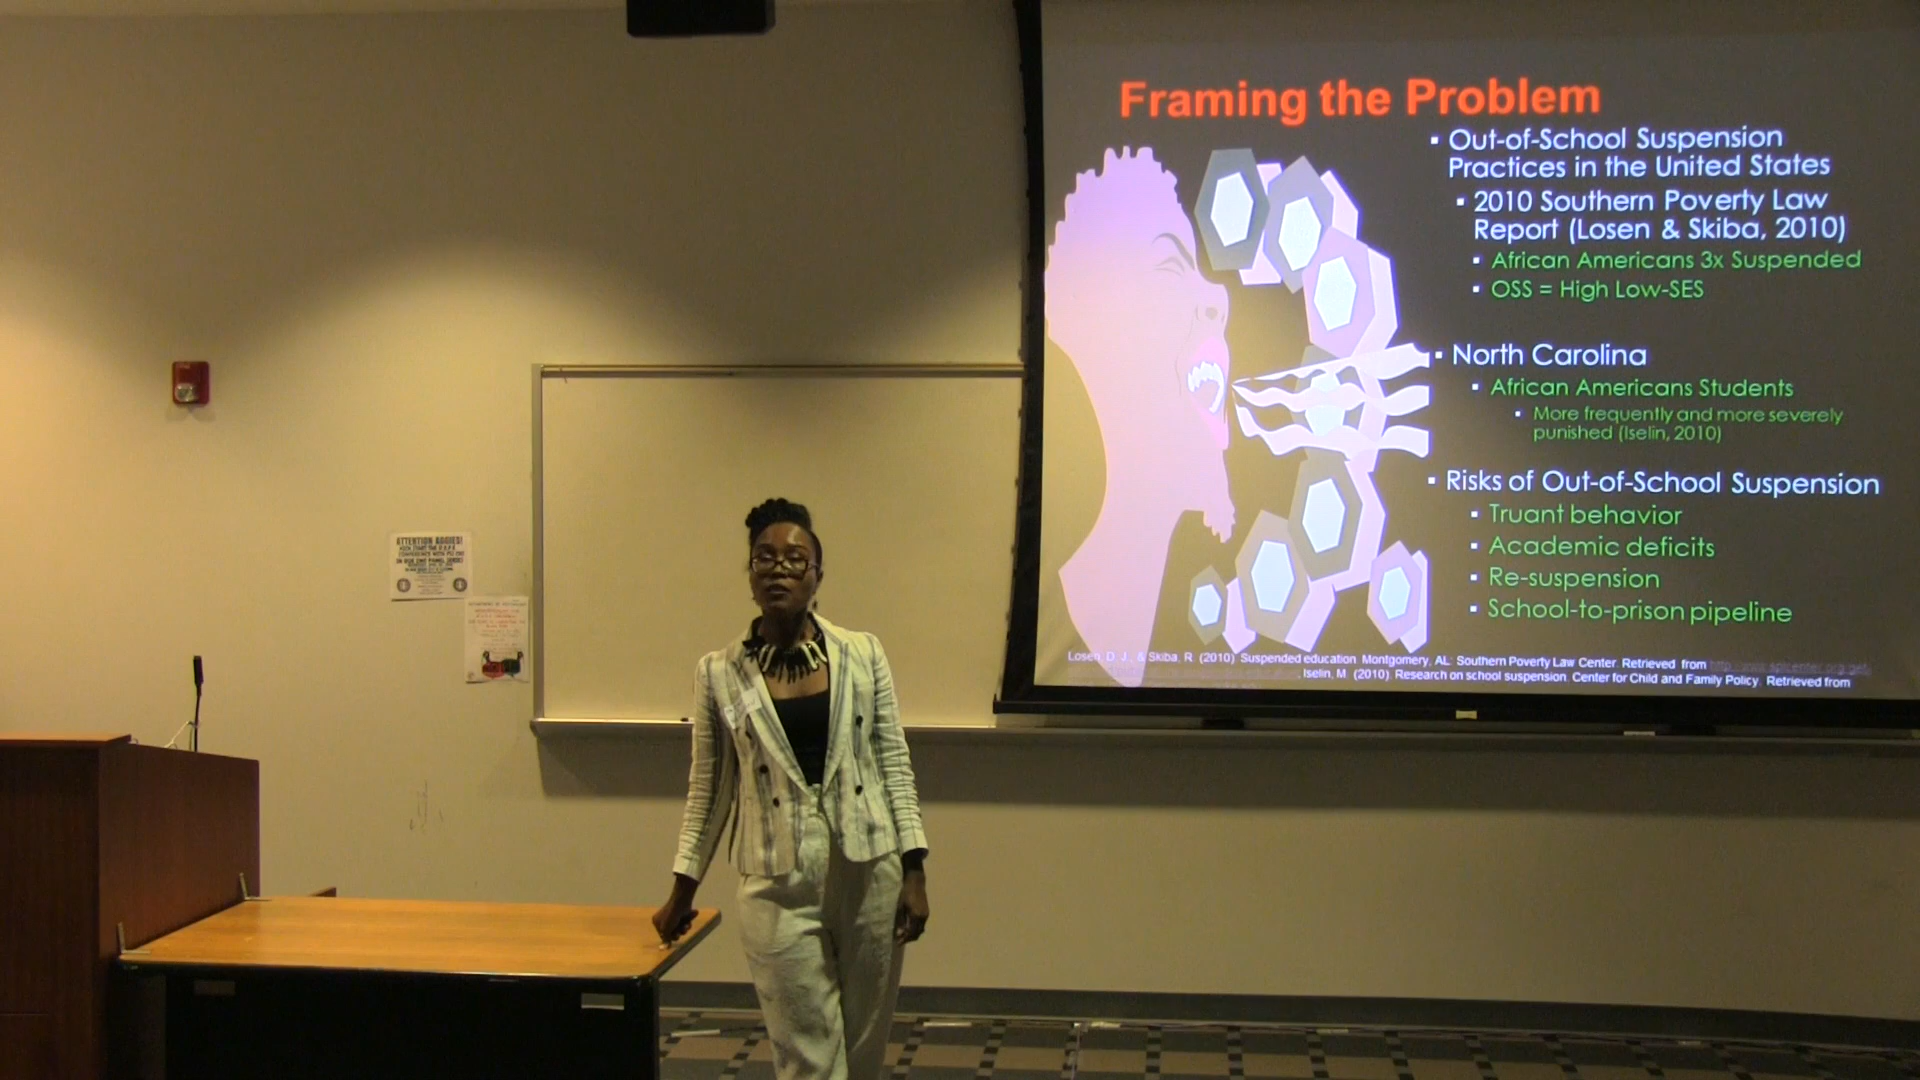 Framing the Problem
Out-of-School Suspension
Practices in the United States
2010 Southern Poverty Law
Report (Losen & Skiba, 2010)
African Americans 3x Suspended
OSS = High Low-SES
North Carolina
African Americans Students
More frequently and more severely
punished (Iselin, 2010)
Risks of Out-of-School Suspension
Truant behavior
Academic deficits
Re-suspension
School-to-prison pipeline
Losen, D. J., & Skiba, R. (2010) Suspended education. Montgomery, AL: Southern Poverty Law Center. Retrieved from
Iselin, M. (2010) Research on school suspension. Center for Child and Family Policy. Retrieved from
ATTENTION